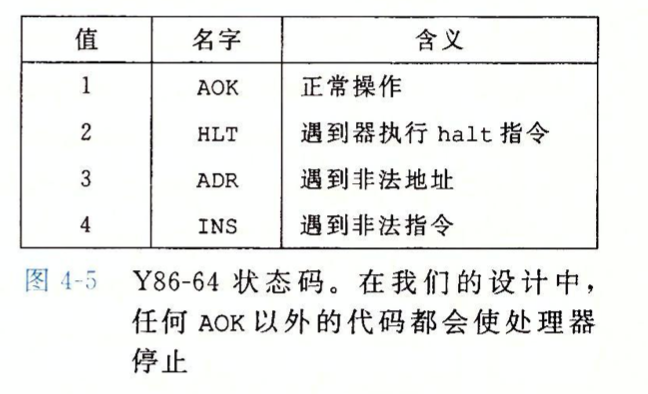 值 名字 含义
1 AOK 正常操作
2 HLT 遇到器执行 halt 指令
3 ADR 遇到非法地址
4 INS 遇到非法指令
图 4-5 Y86-64 状态码。在我们的设计中，
任何 AOK 以外的代码都会使处理器
停止